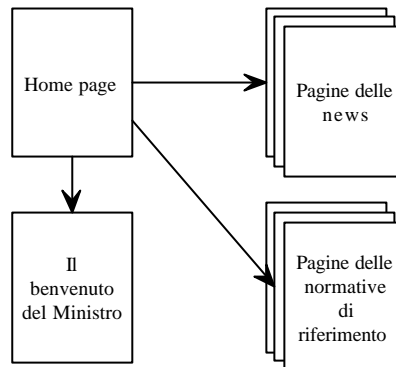 Home page
Pagine delle
news
Il
benvenuto
del Ministro
Pagine delle
normative
di
riferimento